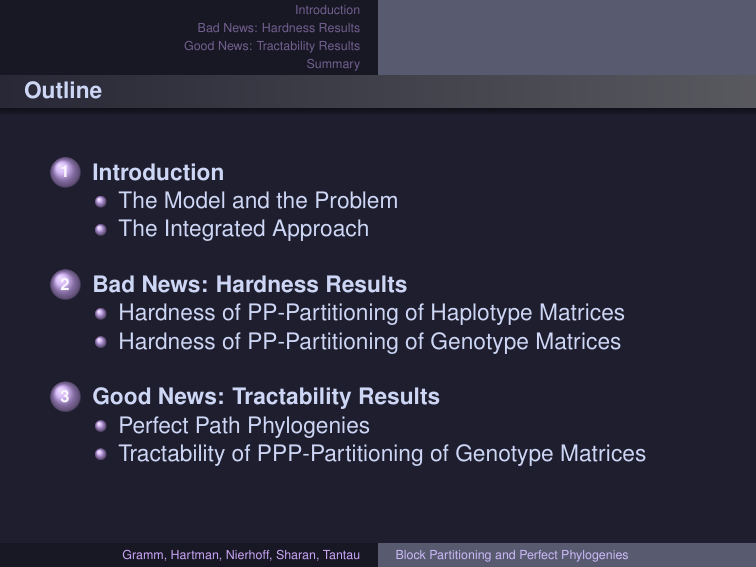 Introduction
Bad News: Hardness Results
Good News: Tractability Results
Summary
Outline
1 Introduction
The Model and the Problem
The Integrated Approach
2 Bad News: Hardness Results
Hardness of PP-Partitioning of Haplotype Matrices
Hardness of PP-Partitioning of Genotype Matrices
3 Good News: Tractability Results
Perfect Path Phylogenies
Tractability of PPP-Partitioning of Genotype Matrices
Gramm, Hartman, Nierhoff, Sharan, Tantau
Block Partitioning and Perfect Phylogenies